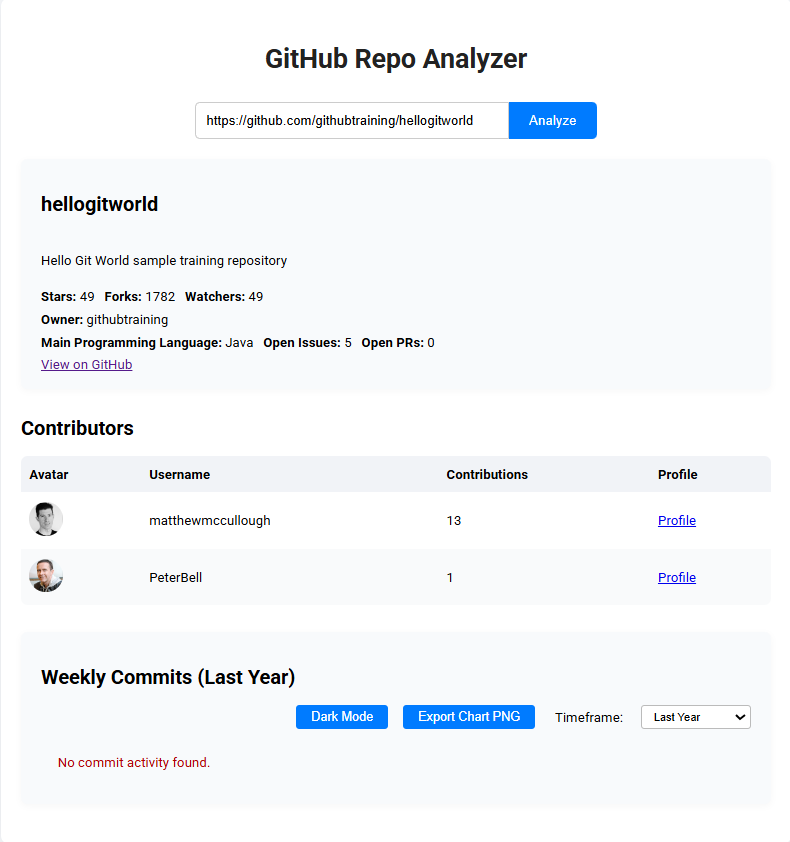 GitHub Repo Analyzer
https://github.com/githubtraining/hellogitworld Analyze
hellogitworld
Hello Git World sample training repository
Stars: 49 Forks: 1782 Watchers: 49
Owner: githubtraining
Main Programming Language: Java Open Issues: 5 Open PRs: 0
View on GitHub
Contributors
Avatar Username Contributions Profile
matthewmccullough 13 Profile
PeterBell 1 Profile
Weekly Commits (Last Year)
Dark Mode Export Chart PNG Timeframe: Last Year
No commit activity found.